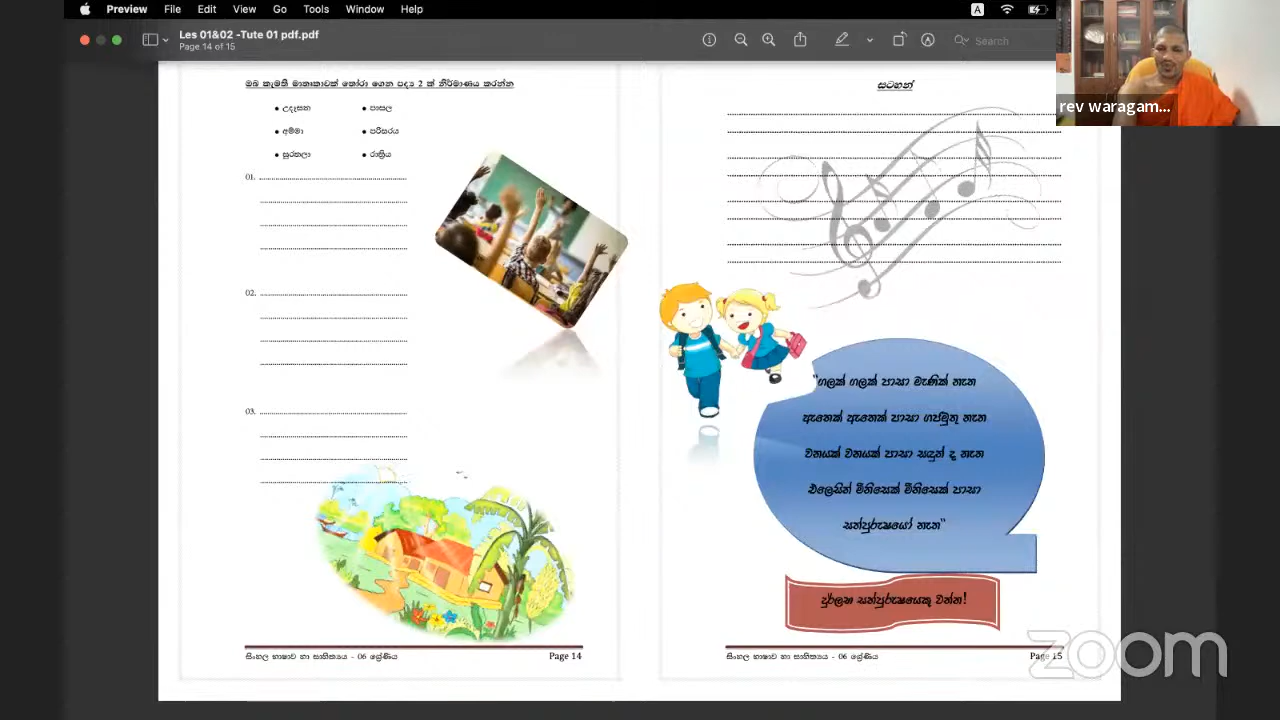 Preview File Edit View Go Tools Window Help
Les 01&02 -Tute 01 pdf.pdf
Page 14 of 15
Search
rev waragam...
ඔබ කැමති මාතෘකාවක් තෝරා ගෙන පද්‍ය 2 ක් නිර්මාණය කරන්න
• උදෑසන • පාසල
• අම්මා • පරිසරය
• සුරතලා • රාත්‍රිය
01.
02.
03.
සිංහල භාෂාව හා සාහිත්‍යය - 06 ශ්‍රේණිය Page 14
සටහන්
"ගලක් ගලක් පාසා මැණික් නැත
ඇතෙක් ඇතෙක් පාසා ගජමුතු නැත
වනයක් වනයක් පාසා සඳුන් ද නැත
එලෙසින් මිනිසෙක් මිනිසෙක් පාසා
සත්පුරුෂයෝ නැත"
දුර්ලභ සත්පුරුෂයෙකු වන්න!
සිංහල භාෂාව හා සාහිත්‍යය - 06 ශ්‍රේණිය Page 15
zoom